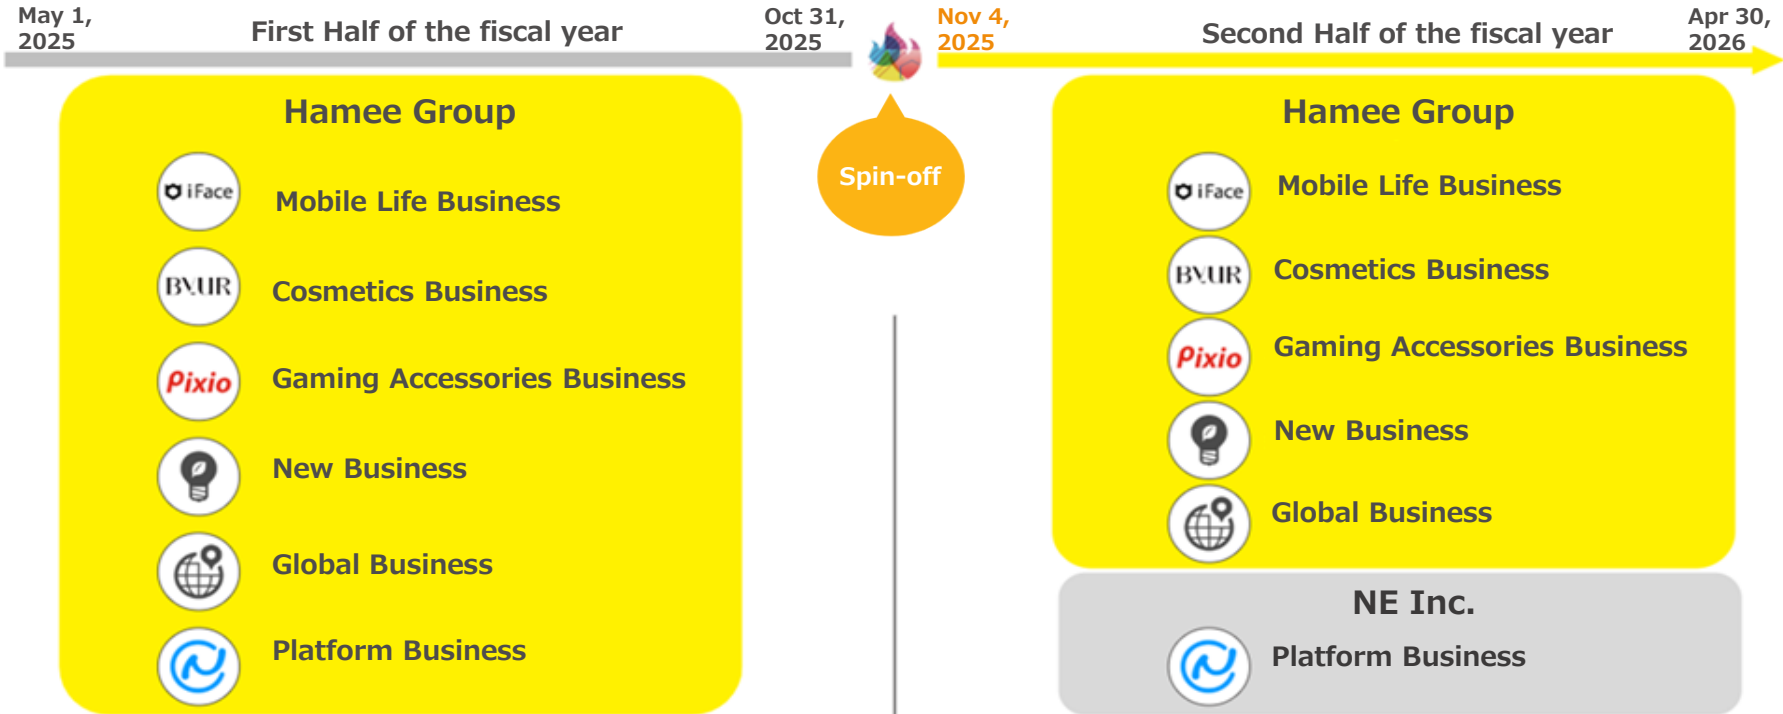 May 1,
2025
First Half of the fiscal year
Oct 31,
2025
Nov 4,
2025
Second Half of the fiscal year
Apr 30,
2026
Spin-off
Hamee Group
iFace
Mobile Life Business
BYUR
Cosmetics Business
Pixio
Gaming Accessories Business
New Business
Global Business
Platform Business
Hamee Group
iFace
Mobile Life Business
BYUR
Cosmetics Business
Pixio
Gaming Accessories Business
New Business
Global Business
NE Inc.
Platform Business